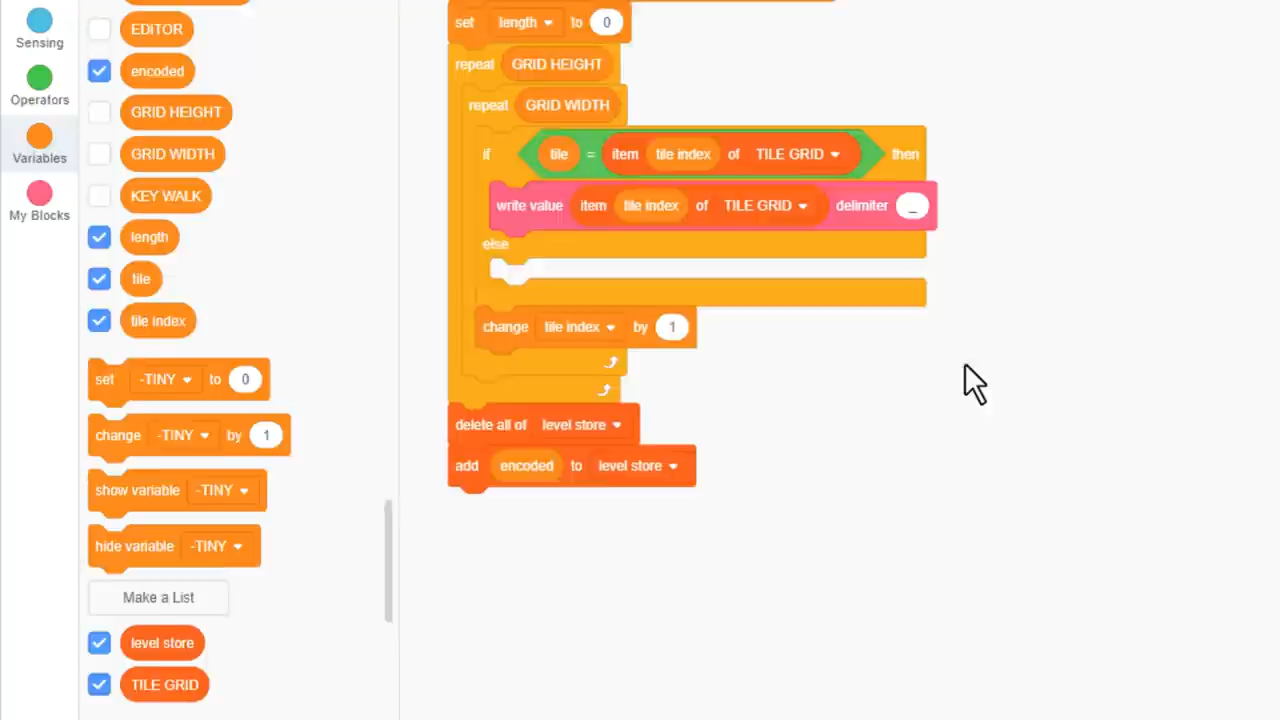 Sensing
Operators
Variables
My Blocks
EDITOR
encoded
GRID HEIGHT
GRID WIDTH
KEY WALK
length
tile
tile index
set -TINY to 0
change -TINY by 1
show variable -TINY
hide variable -TINY
Make a List
level store
TILE GRID
set length to 0
repeat GRID HEIGHT
repeat GRID WIDTH
if tile = item tile index of TILE GRID then
write value item tile index of TILE GRID delimiter _
else
change tile index by 1
delete all of level store
add encoded to level store